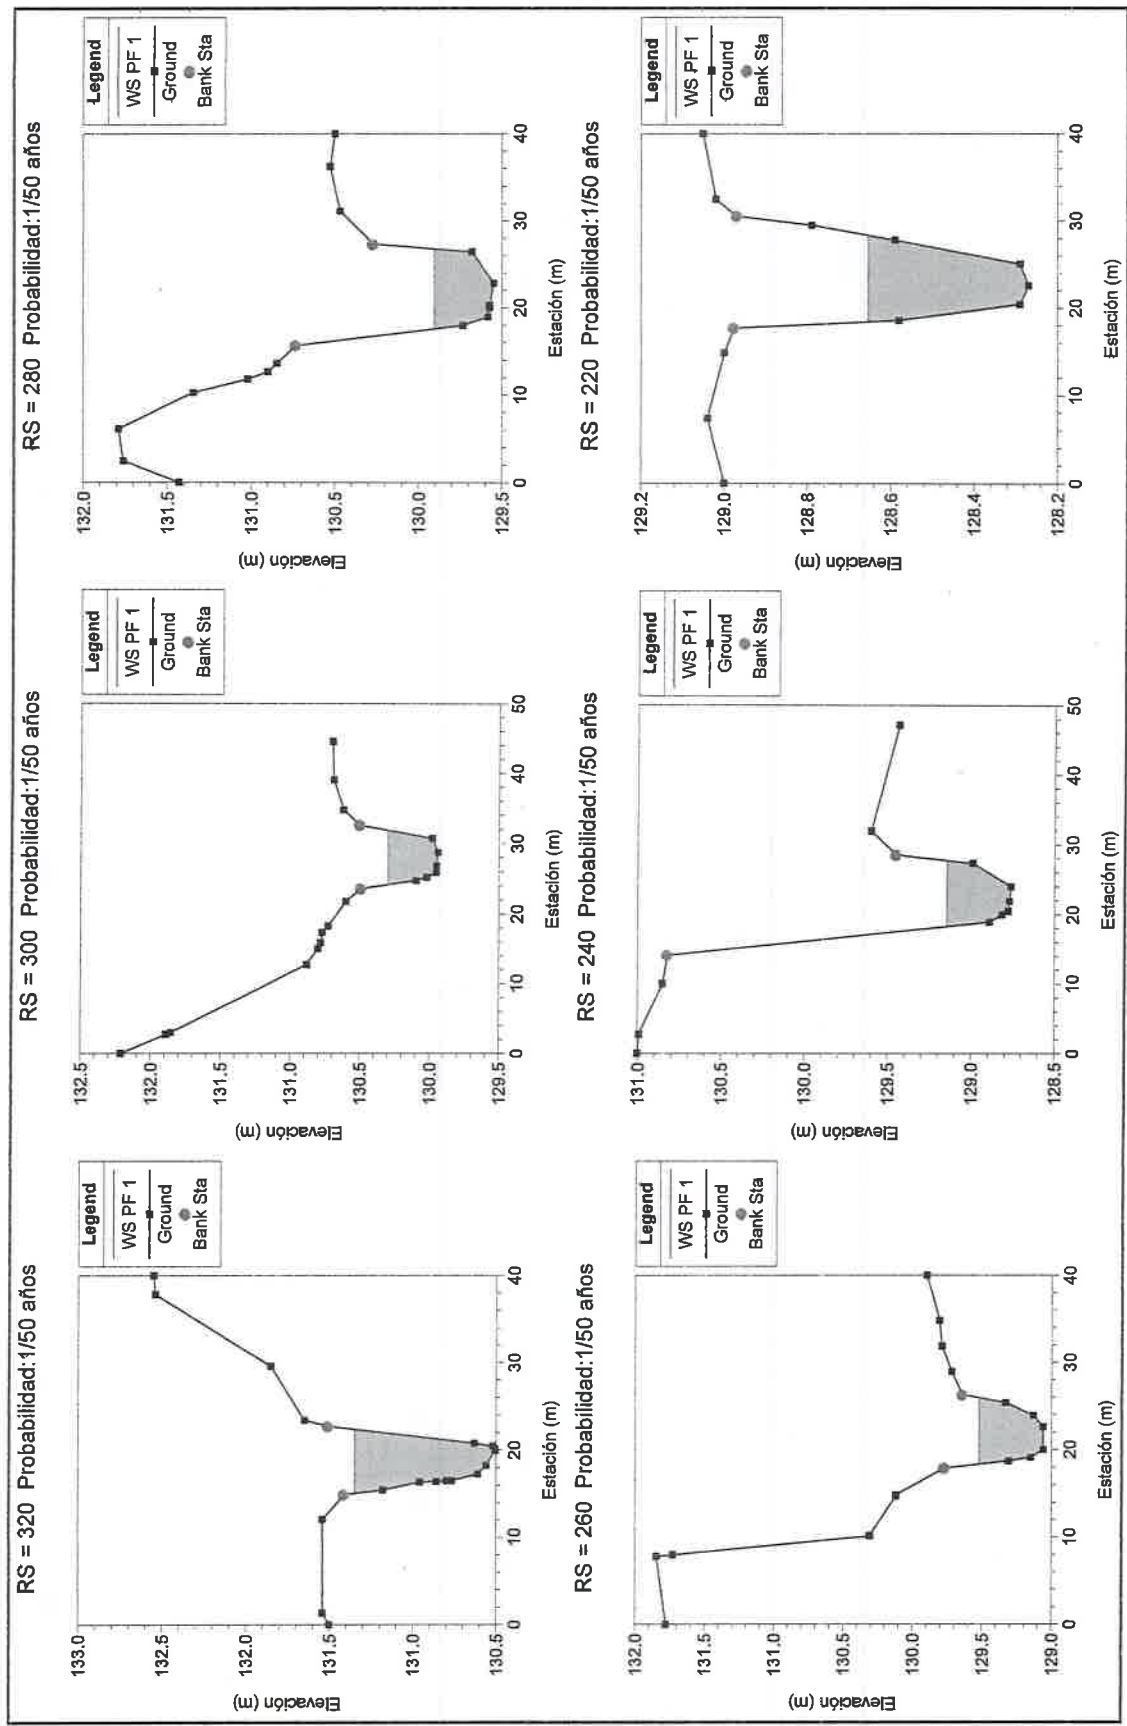 RS = 320 Probabilidad:1/50 años
133.0
132.5
132.0
131.5
131.0
130.5
Elevación (m)
0
10
20
30
40
Estación (m)
Legend
WS PF 1
Ground
Bank Sta
RS = 300 Probabilidad:1/50 años
132.5
132.0
131.5
131.0
130.5
130.0
129.5
Elevación (m)
0
10
20
30
40
50
Estación (m)
Legend
WS PF 1
Ground
Bank Sta
RS = 280 Probabilidad:1/50 años
132.0
131.5
131.0
130.5
130.0
129.5
Elevación (m)
0
10
20
30
40
Estación (m)
Legend
WS PF 1
Ground
Bank Sta
RS = 260 Probabilidad:1/50 años
132.0
131.5
131.0
130.5
130.0
129.5
129.0
Elevación (m)
0
10
20
30
40
Estación (m)
Legend
WS PF 1
Ground
Bank Sta
RS = 240 Probabilidad:1/50 años
131.0
130.5
130.0
129.5
129.0
128.5
Elevación (m)
0
10
20
30
40
50
Estación (m)
Legend
WS PF 1
Ground
Bank Sta
RS = 220 Probabilidad:1/50 años
129.2
129.0
128.8
128.6
128.4
128.2
Elevación (m)
0
10
20
30
40
Estación (m)
Legend
WS PF 1
Ground
Bank Sta